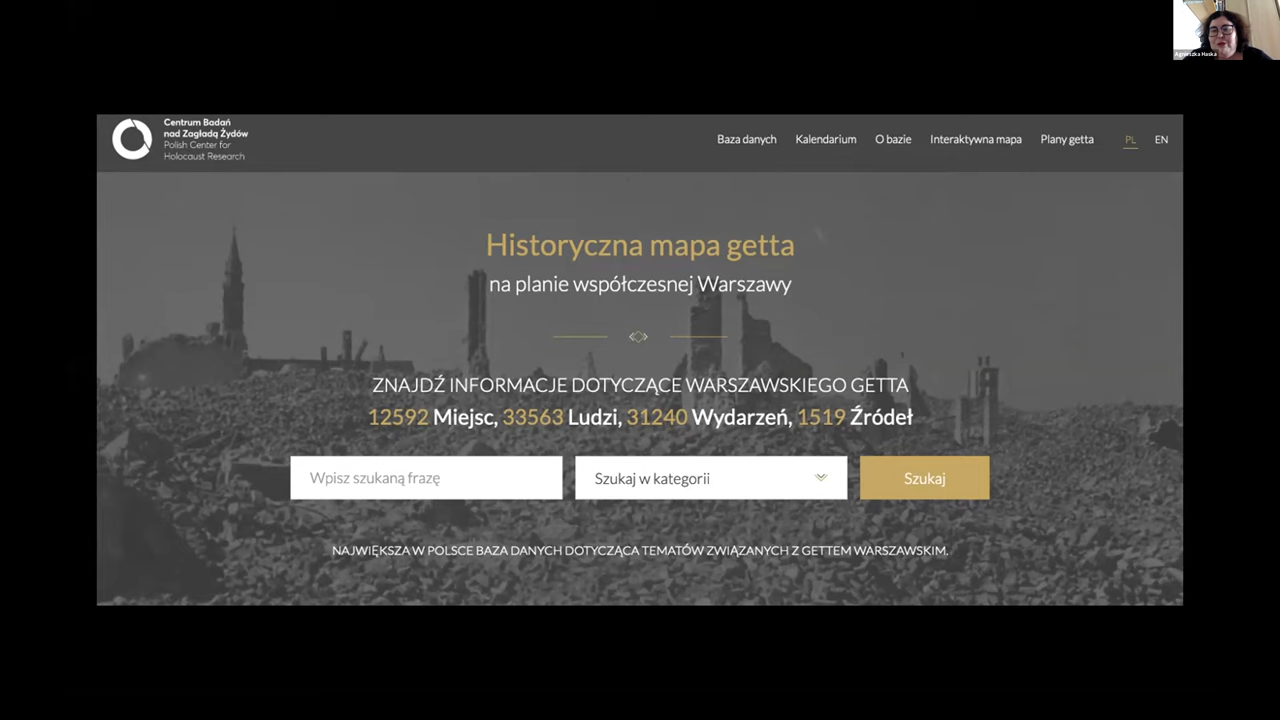 Agnieszka Haska
Centrum Badań
nad Zagładą Żydów
Polish Center for
Holocaust Research
Baza danych Kalendarium O bazie Interaktywna mapa Plany getta PL EN
Historyczna mapa getta
na planie współczesnej Warszawy
ZNAJDŹ INFORMACJE DOTYCZĄCE WARSZAWSKIEGO GETTA
12592 Miejsc, 33563 Ludzi, 31240 Wydarzeń, 1519 Źródeł
Wpisz szukaną frazę Szukaj w kategorii Szukaj
NAJWIĘKSZA W POLSCE BAZA DANYCH DOTYCZĄCA TEMATÓW ZWIĄZANYCH Z GETTEM WARSZAWSKIM.